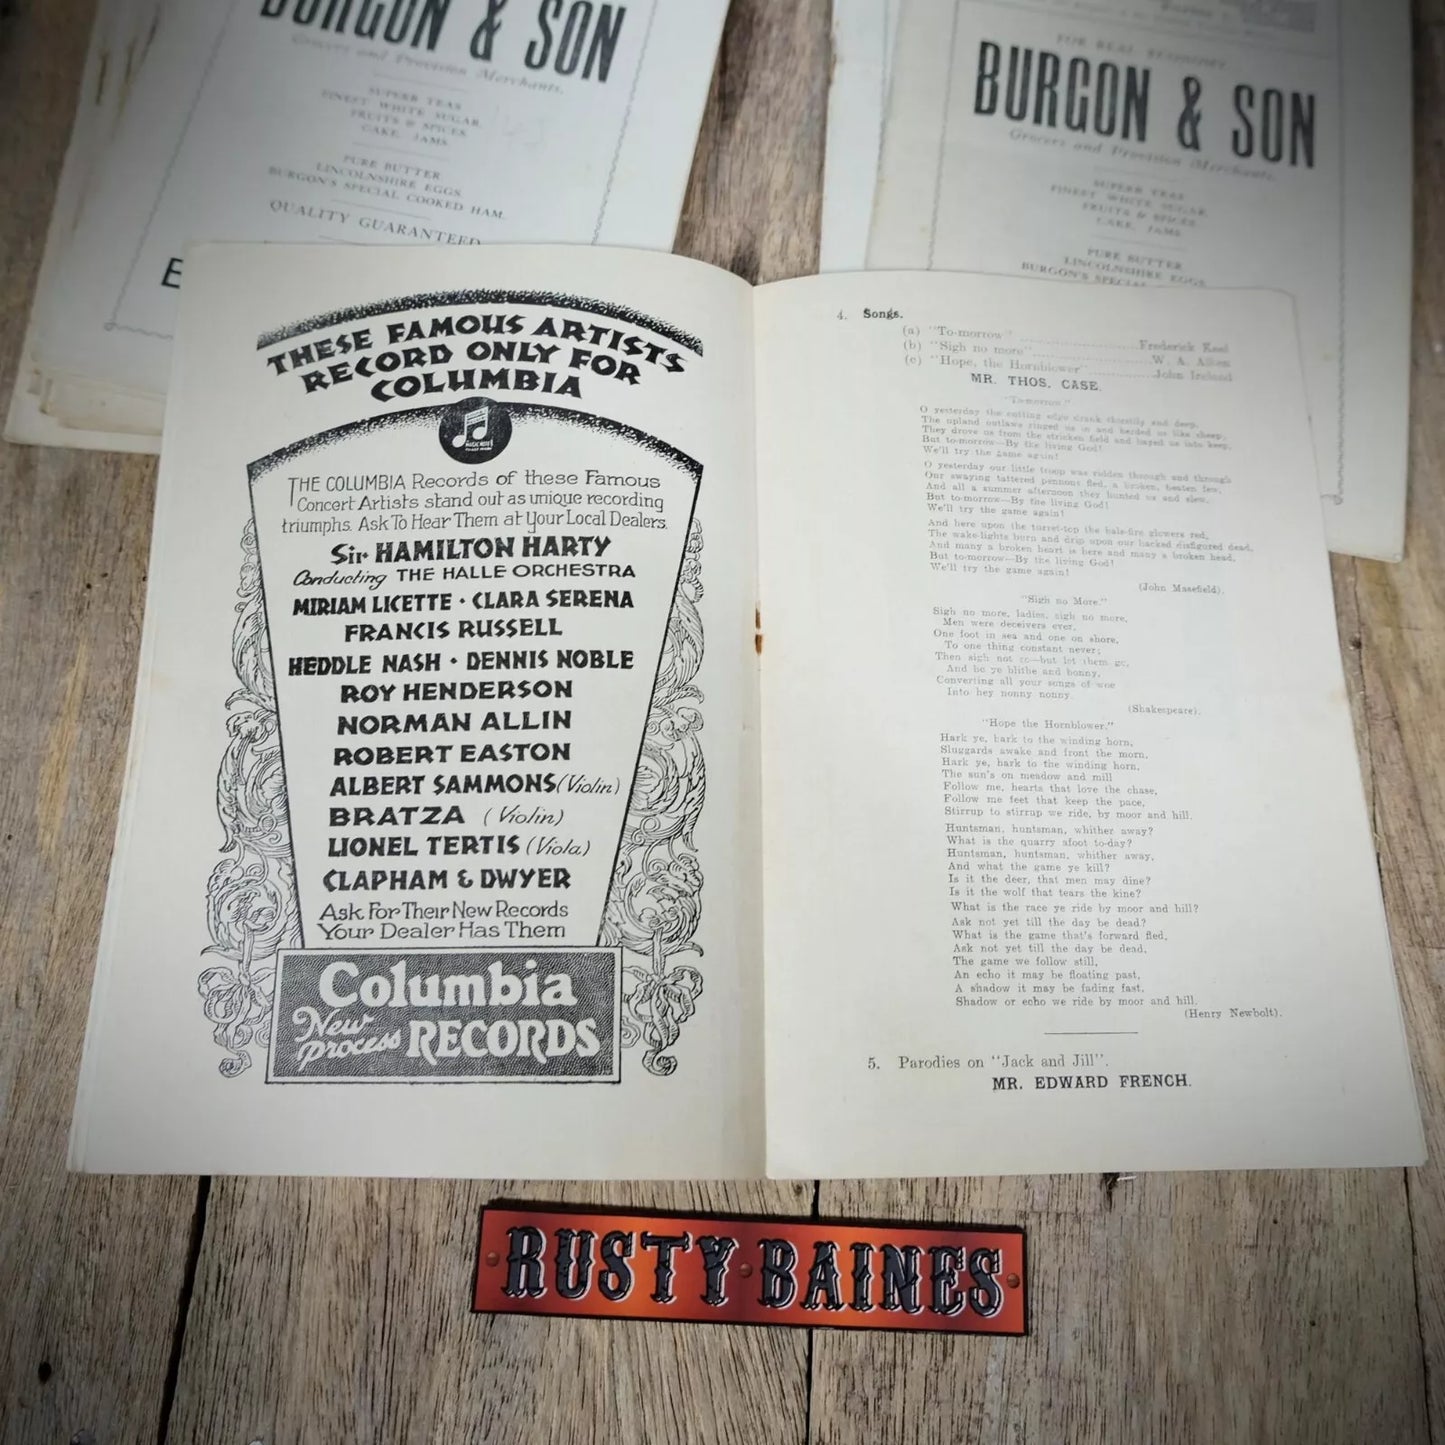 BURGON & SON
Grocers and Provision Merchants.
SUPERB TEAS
FINEST WHITE SUGAR,
FRUITS & SPICES
CAKE, JAMS
PURE BUTTER
LINCOLNSHIRE EGGS,
BURGON'S SPECIAL COOKED HAM.
QUALITY GUARANTEED
FOR REAL
BURGON & SON
Grocers and Provision Merchants.
SUPERB TEAS
FINEST WHITE SUGAR,
FRUITS & SPICES
CAKE, JAMS
PURE BUTTER
LINCOLNSHIRE EGGS,
BURGON'S SPECIAL
THESE FAMOUS ARTISTS
RECORD ONLY FOR
COLUMBIA
THE COLUMBIA Records of these Famous
Concert Artists stand out as unique recording
triumphs. Ask To Hear Them at Your Local Dealers.
Sir HAMILTON HARTY
Conducting THE HALLE ORCHESTRA
MIRIAM LICETTE · CLARA SERENA
FRANCIS RUSSELL
HEDDLE NASH · DENNIS NOBLE
ROY HENDERSON
NORMAN ALLIN
ROBERT EASTON
ALBERT SAMMONS (Violin)
BRATZA (Violin)
LIONEL TERTIS (Viola)
CLAPHAM & DWYER
Ask For Their New Records
Your Dealer Has Them
Columbia
New process RECORDS
4. Songs.
(a) "To-morrow" ........ Frederick Keel
(b) "Sigh no more" ........ W. A. Aiken
(c) "Hope, the Hornblower" ........ John Ireland
MR. THOS. CASE.
"To-morrow."
O yesterday the cutting edge drank thirstily and deep,
The upland outlaws ringed us in and herded us like sheep,
They drove us from the stricken field and bayed us into keep,
But to-morrow—By the living God!
We'll try the game again!
O yesterday our little troop was ridden through and through
Our swaying tattered pennons fled, a broken, beaten few,
And all a summer afternoon they hunted us and slew,
But to-morrow—By the living God!
We'll try the game again!
And here upon the turret-top the bale-fire glowers red,
The wake-lights burn and drip upon our hacked disfigured dead,
And many a broken heart is here and many a broken head,
But to-morrow—By the living God!
We'll try the game again!
(John Masefield).
"Sigh no More."
Sigh no more, ladies, sigh no more,
Men were deceivers ever,
One foot in sea and one on shore,
To one thing constant never;
Then sigh not so—but let them go,
And be ye blithe and bonny,
Converting all your songs of woe
Into hey nonny nonny.
(Shakespeare).
"Hope the Hornblower."
Hark ye, hark to the winding horn,
Sluggards awake and front the morn,
Hark ye, hark to the winding horn,
The sun's on meadow and mill
Follow me, hearts that love the chase,
Follow me feet that keep the pace,
Stirrup to stirrup we ride, by moor and hill.
Huntsman, huntsman, whither away?
What is the quarry afoot to-day?
Huntsman, huntsman, whither away,
And what the game ye kill?
Is it the deer, that men may dine?
Is it the wolf that tears the kine?
What is the race ye ride by moor and hill?
Ask not yet till the day be dead?
What is the game that's forward fled,
Ask not yet till the day be dead,
The game we follow still,
An echo it may be floating past,
A shadow it may be fading fast,
Shadow or echo we ride by moor and hill.
(Henry Newbolt).
5. Parodies on "Jack and Jill".
MR. EDWARD FRENCH.
RUSTY BAINES